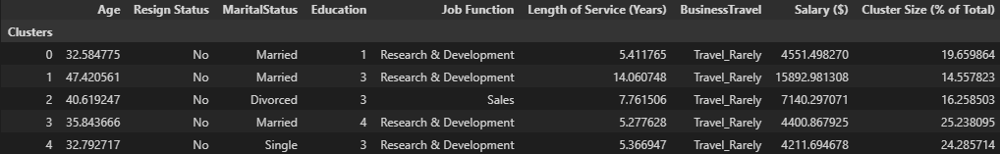 Age Resign Status MaritalStatus Education Job Function Length of Service (Years) BusinessTravel Salary ($) Cluster Size (% of Total)
Clusters
0 32.584775 No Married 1 Research & Development 5.411765 Travel_Rarely 4551.498270 19.659864
1 47.420561 No Married 3 Research & Development 14.060748 Travel_Rarely 15892.981308 14.557823
2 40.619247 No Divorced 3 Sales 7.761506 Travel_Rarely 7140.297071 16.258503
3 35.843666 No Married 4 Research & Development 5.277628 Travel_Rarely 4400.867925 25.238095
4 32.792717 No Single 3 Research & Development 5.366947 Travel_Rarely 4211.694678 24.285714